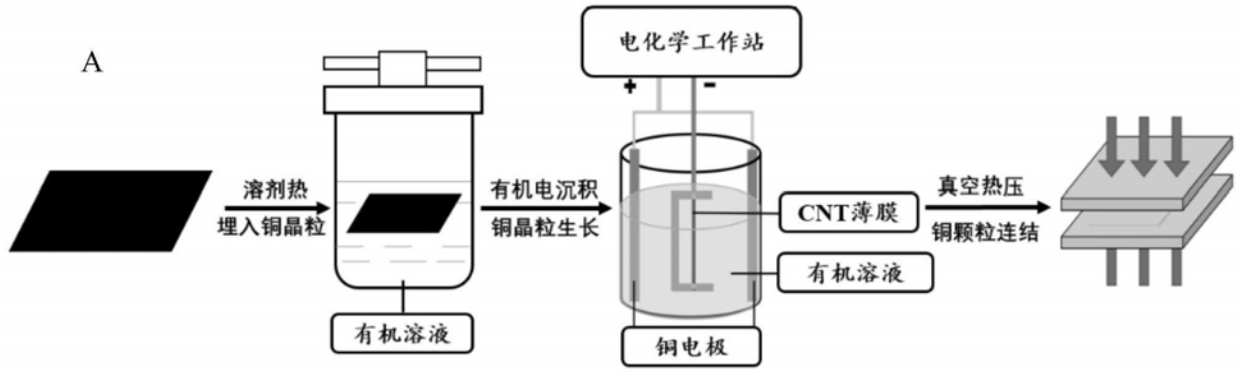 A
电化学工作站
+
-
溶剂热
埋入铜晶粒
有机电沉积
铜晶粒生长
CNT薄膜
真空热压
铜颗粒连结
有机溶液
有机溶液
铜电极